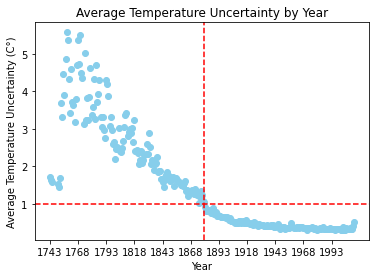 Average Temperature Uncertainty by Year
Average Temperature Uncertainty (C°)
5
4
3
2
1
1743 1768 1793 1818 1843 1868 1893 1918 1943 1968 1993
Year